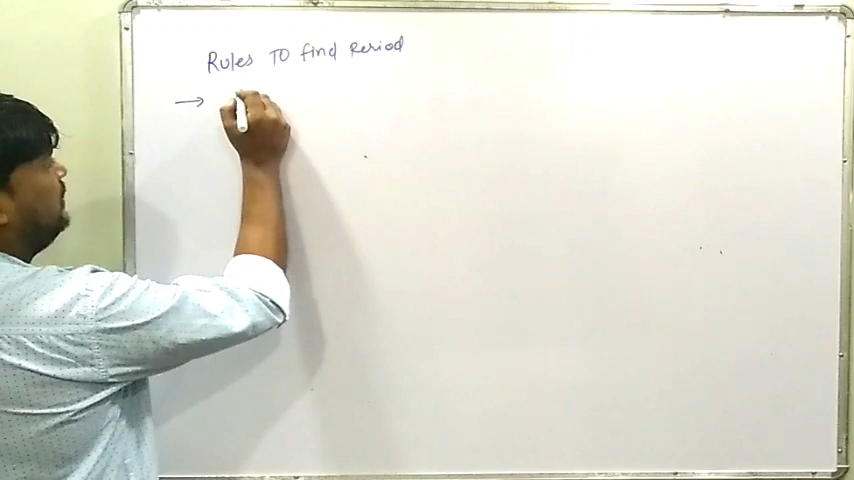 Rules To find Period
→